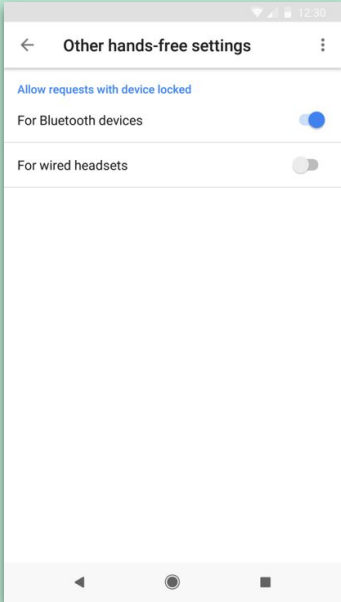 12:30
Other hands-free settings
Allow requests with device locked
For Bluetooth devices
For wired headsets